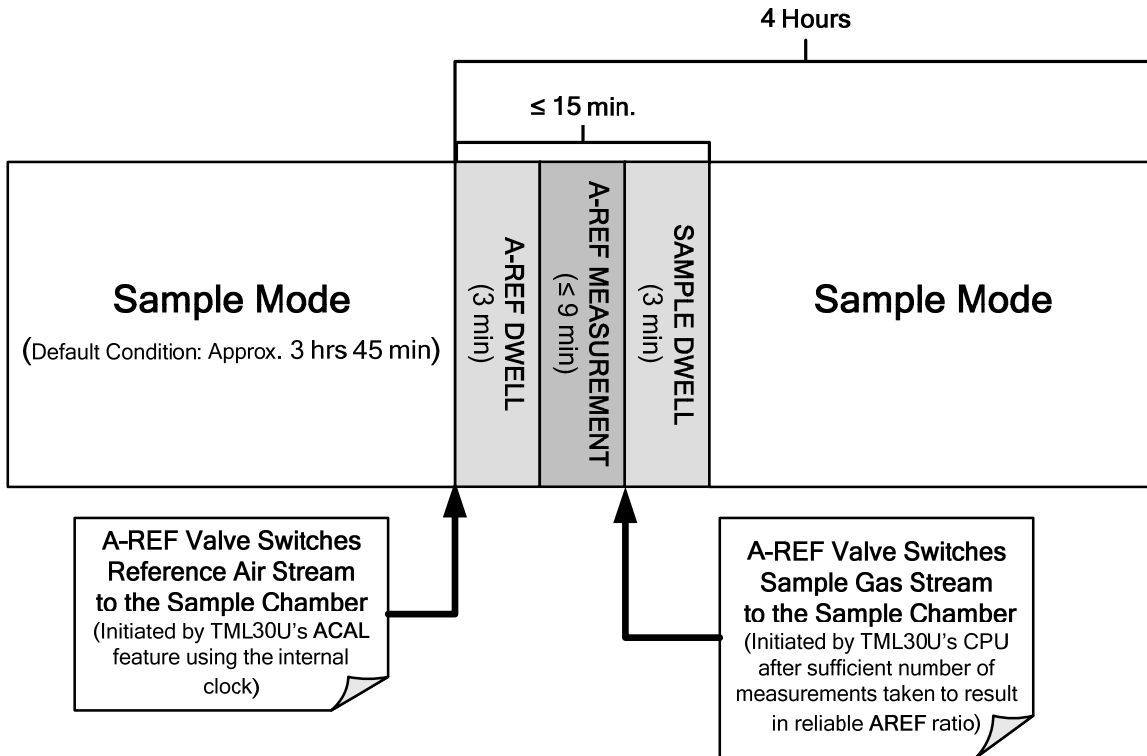 4 Hours
≤ 15 min.
Sample Mode
(Default Condition: Approx. 3 hrs 45 min)
A-REF DWELL
(3 min)
A-REF MEASUREMENT
(≤ 9 min)
SAMPLE DWELL
(3 min)
Sample Mode
A-REF Valve Switches
Reference Air Stream
to the Sample Chamber
(Initiated by TML30U's ACAL
feature using the internal
clock)
A-REF Valve Switches
Sample Gas Stream
to the Sample Chamber
(Initiated by TML30U's CPU
after sufficient number of
measurements taken to result
in reliable AREF ratio)